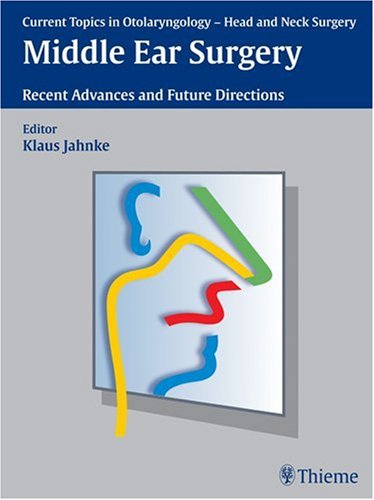 Current Topics in Otolaryngology – Head and Neck Surgery
Middle Ear Surgery
Recent Advances and Future Directions
Editor
Klaus Jahnke
Thieme